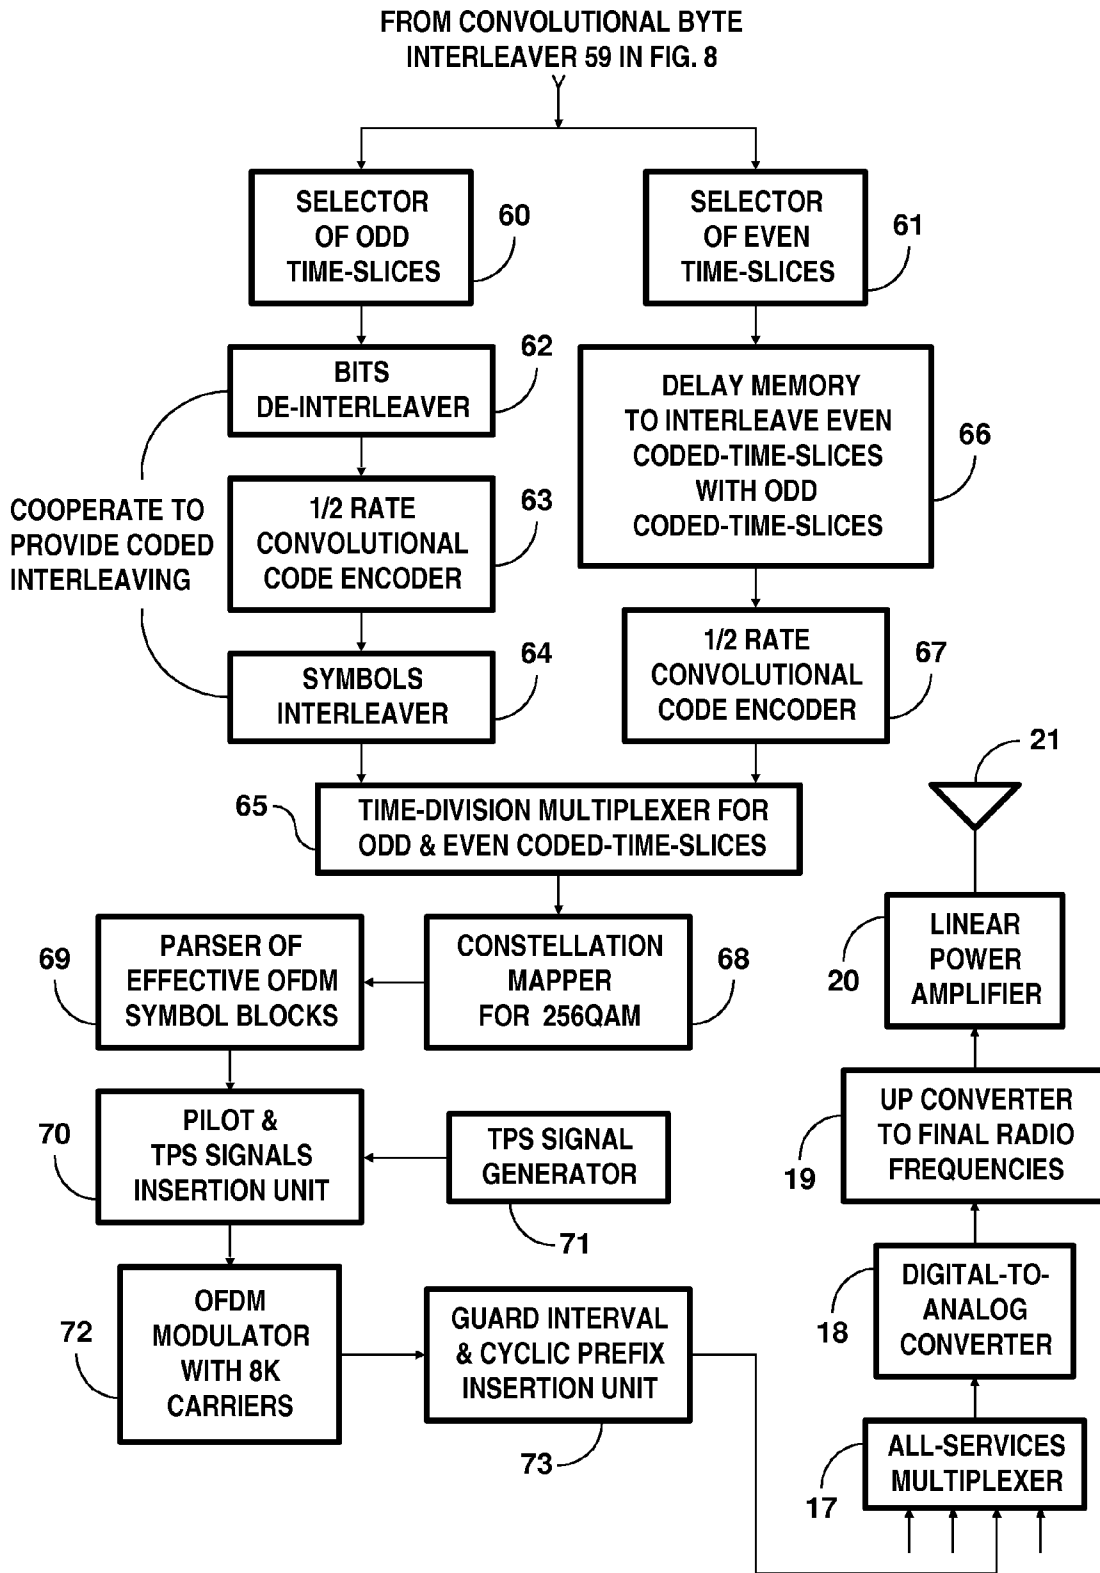 FROM CONVOLUTIONAL BYTE
INTERLEAVER 59 IN FIG. 8
SELECTOR
OF ODD
TIME-SLICES
60
SELECTOR
OF EVEN
TIME-SLICES
61
BITS
DE-INTERLEAVER
62
DELAY MEMORY
TO INTERLEAVE EVEN
CODED-TIME-SLICES
WITH ODD
CODED-TIME-SLICES
66
COOPERATE TO
PROVIDE CODED
INTERLEAVING
1/2 RATE
CONVOLUTIONAL
CODE ENCODER
63
SYMBOLS
INTERLEAVER
64
1/2 RATE
CONVOLUTIONAL
CODE ENCODER
67
65
TIME-DIVISION MULTIPLEXER FOR
ODD & EVEN CODED-TIME-SLICES
21
LINEAR
POWER
AMPLIFIER
20
69
PARSER OF
EFFECTIVE OFDM
SYMBOL BLOCKS
CONSTELLATION
MAPPER
FOR 256QAM
68
70
PILOT &
TPS SIGNALS
INSERTION UNIT
TPS SIGNAL
GENERATOR
71
UP CONVERTER
TO FINAL RADIO
FREQUENCIES
19
72
OFDM
MODULATOR
WITH 8K
CARRIERS
GUARD INTERVAL
& CYCLIC PREFIX
INSERTION UNIT
73
DIGITAL-TO-
ANALOG
CONVERTER
18
ALL-SERVICES
MULTIPLEXER
17